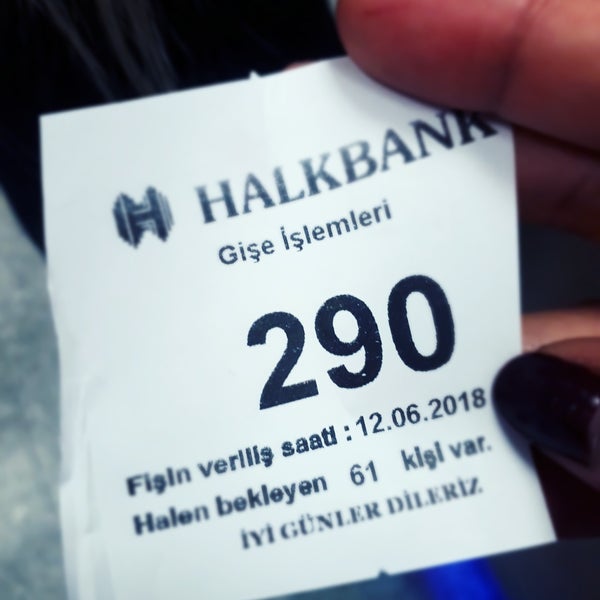 HALKBANK
Gişe İşlemleri
290
Fişin veriliş saati : 12.06.2018
Halen bekleyen 61 kişi var.
İYİ GÜNLER DİLERİZ